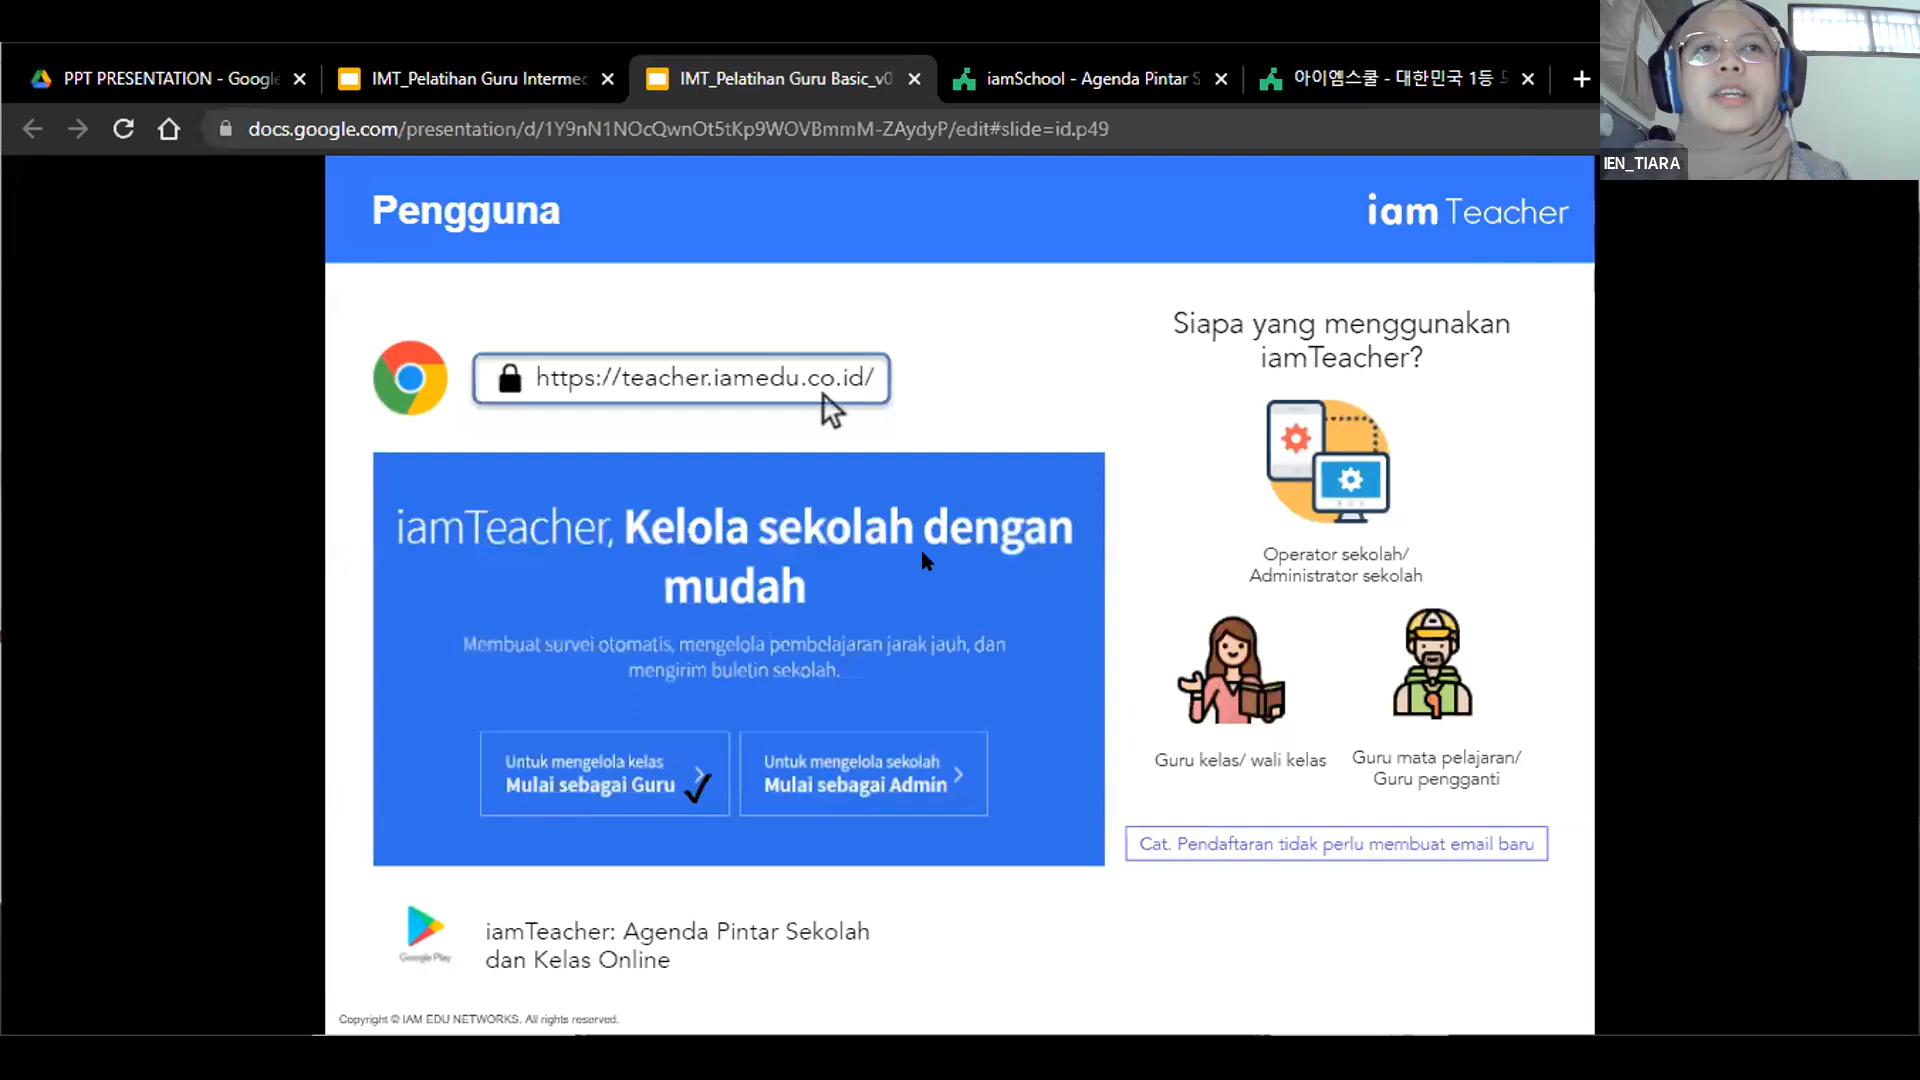 PPT PRESENTATION - Google
IMT_Pelatihan Guru Intermec
IMT_Pelatihan Guru Basic_v0
iamSchool - Agenda Pintar S
아이엠스쿨 - 대한민국 1등
docs.google.com/presentation/d/1Y9nN1NOcQwnOt5tKp9WOVBmmM-ZAydyP/edit#slide=id.p49
IEN_TIARA
Pengguna
iam Teacher
https://teacher.iamedu.co.id/
Siapa yang menggunakan
iamTeacher?
iamTeacher, Kelola sekolah dengan
mudah
Membuat survei otomatis, mengelola pembelajaran jarak jauh, dan
mengirim buletin sekolah.
Untuk mengelola kelas
Mulai sebagai Guru
Untuk mengelola sekolah
Mulai sebagai Admin
Operator sekolah/
Administrator sekolah
Guru kelas/ wali kelas
Guru mata pelajaran/
Guru pengganti
Cat. Pendaftaran tidak perlu membuat email baru
Google Play
iamTeacher: Agenda Pintar Sekolah
dan Kelas Online
Copyright © IAM EDU NETWORKS. All rights reserved.